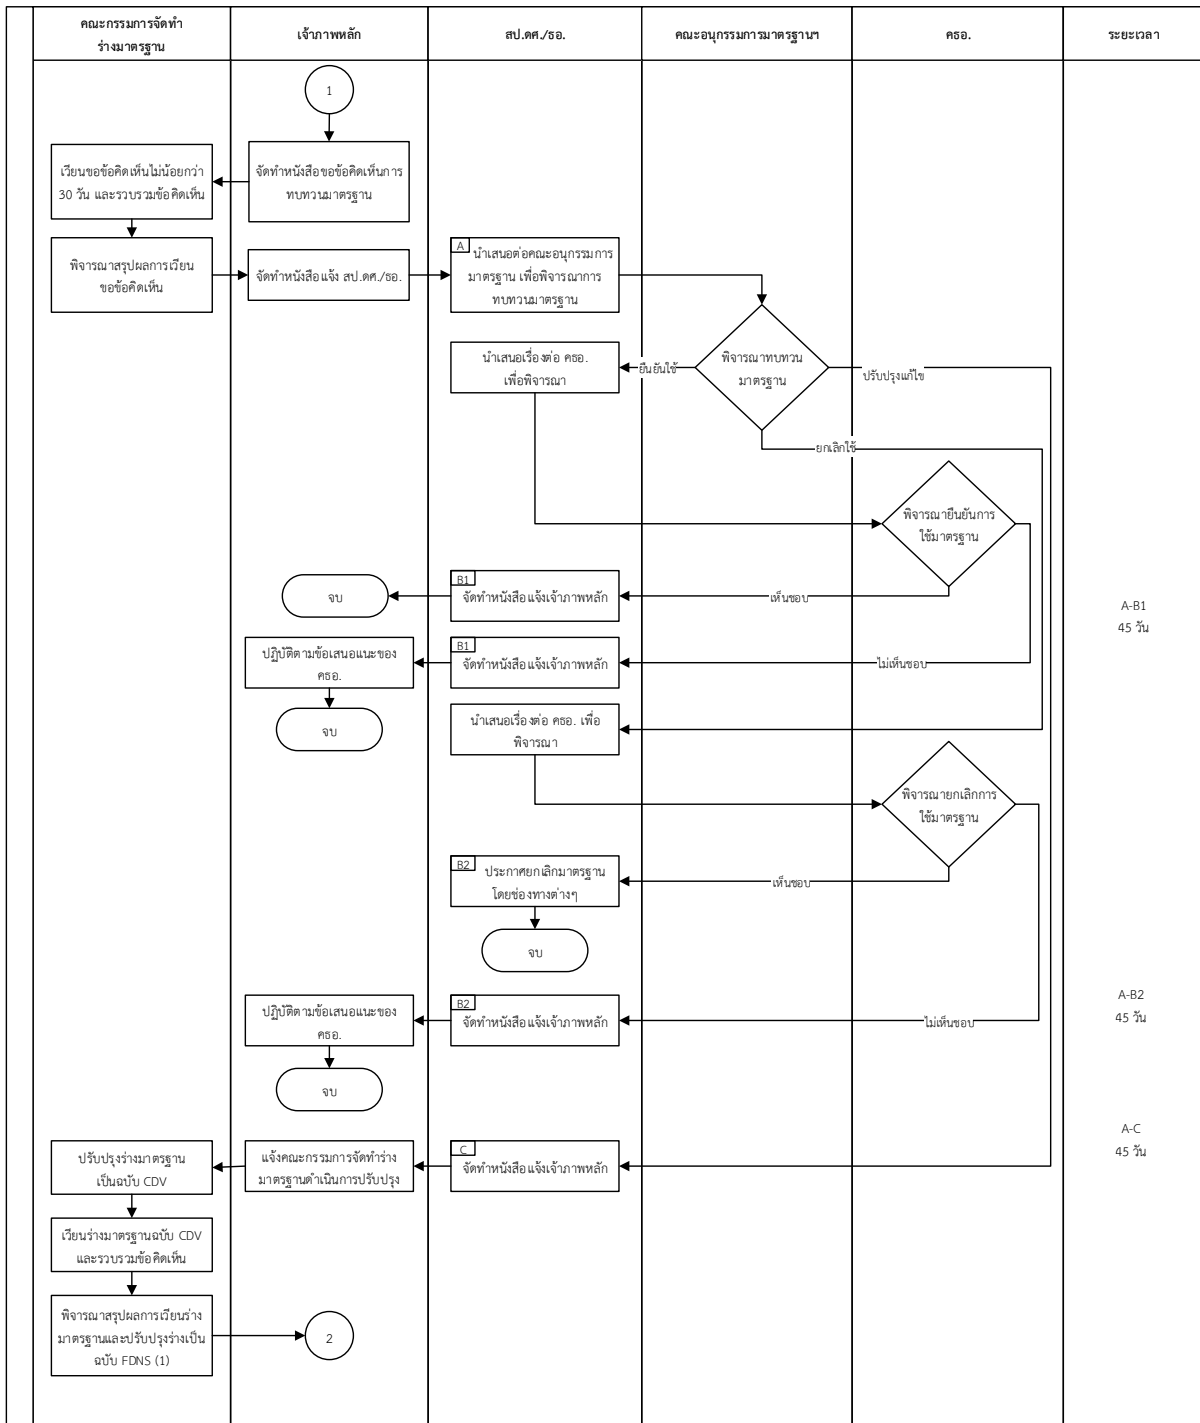 คณะกรรมการจัดทำ
ร่างมาตรฐาน
เจ้าภาพหลัก
สป.ดศ./ธอ.
คณะอนุกรรมการมาตรฐานฯ
คธอ.
ระยะเวลา
1
เวียนขอข้อคิดเห็นไม่น้อยกว่า
30 วัน และรวบรวมข้อคิดเห็น
จัดทำหนังสือขอข้อคิดเห็นการ
ทบทวนมาตรฐาน
พิจารณาสรุปผลการเวียน
ขอข้อคิดเห็น
จัดทำหนังสือแจ้ง สป.ดศ./ธอ.
A
นำเสนอต่อคณะอนุกรรมการ
มาตรฐาน เพื่อพิจารณาการ
ทบทวนมาตรฐาน
นำเสนอเรื่องต่อ คธอ.
เพื่อพิจารณา
ยืนยันใช้
พิจารณาทบทวน
มาตรฐาน
ปรับปรุงแก้ไข
ยกเลิกใช้
พิจารณายืนยันการ
ใช้มาตรฐาน
จบ
B1
จัดทำหนังสือแจ้งเจ้าภาพหลัก
เห็นชอบ
A-B1
45 วัน
ปฏิบัติตามข้อเสนอแนะของ
คธอ.
B1
จัดทำหนังสือแจ้งเจ้าภาพหลัก
ไม่เห็นชอบ
จบ
นำเสนอเรื่องต่อ คธอ. เพื่อ
พิจารณา
พิจารณายกเลิกการ
ใช้มาตรฐาน
B2
ประกาศยกเลิกมาตรฐาน
โดยช่องทางต่างๆ
เห็นชอบ
จบ
ปฏิบัติตามข้อเสนอแนะของ
คธอ.
B2
จัดทำหนังสือแจ้งเจ้าภาพหลัก
ไม่เห็นชอบ
A-B2
45 วัน
จบ
ปรับปรุงร่างมาตรฐาน
เป็นฉบับ CDV
แจ้งคณะกรรมการจัดทำร่าง
มาตรฐานดำเนินการปรับปรุง
C
จัดทำหนังสือแจ้งเจ้าภาพหลัก
A-C
45 วัน
เวียนร่างมาตรฐานฉบับ CDV
และรวบรวมข้อคิดเห็น
พิจารณาสรุปผลการเวียนร่าง
มาตรฐานและปรับปรุงร่างเป็น
ฉบับ FDNS (1)
2